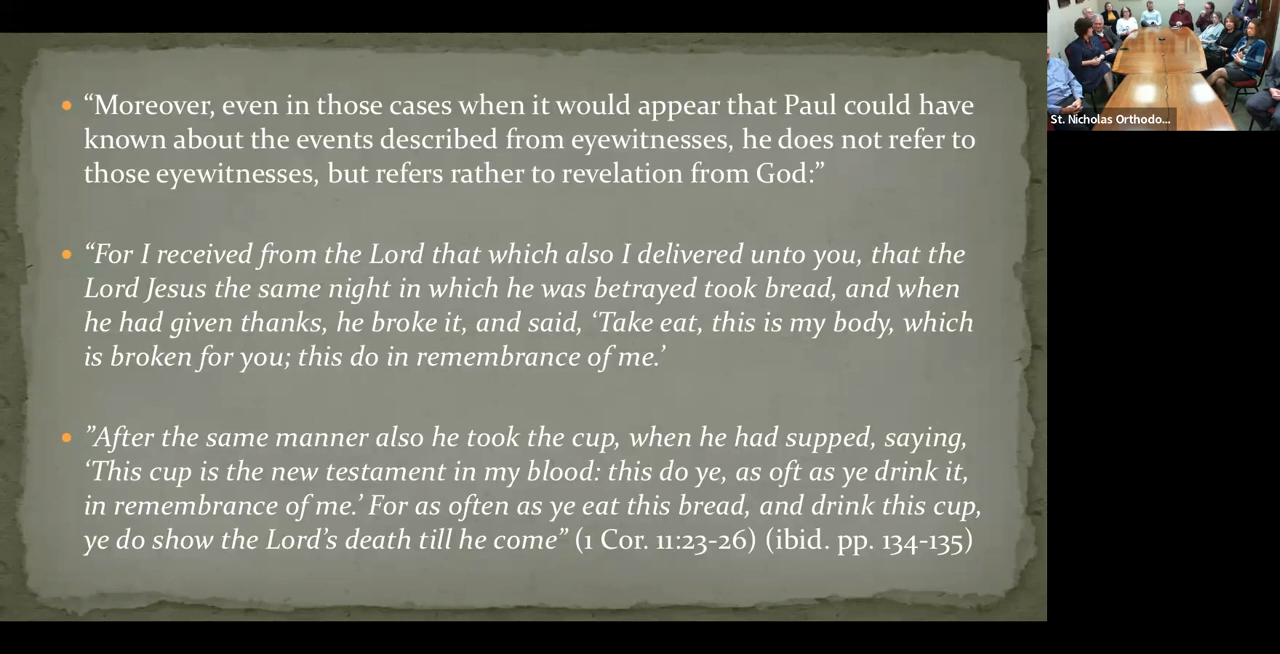 “Moreover, even in those cases when it would appear that Paul could have
known about the events described from eyewitnesses, he does not refer to
those eyewitnesses, but refers rather to revelation from God:”
“For I received from the Lord that which also I delivered unto you, that the
Lord Jesus the same night in which he was betrayed took bread, and when
he had given thanks, he broke it, and said, ‘Take eat, this is my body, which
is broken for you; this do in remembrance of me.’
”After the same manner also he took the cup, when he had supped, saying,
‘This cup is the new testament in my blood: this do ye, as oft as ye drink it,
in remembrance of me.’ For as often as ye eat this bread, and drink this cup,
ye do show the Lord’s death till he come” (1 Cor. 11:23-26) (ibid. pp. 134-135)
St. Nicholas Orthodo...